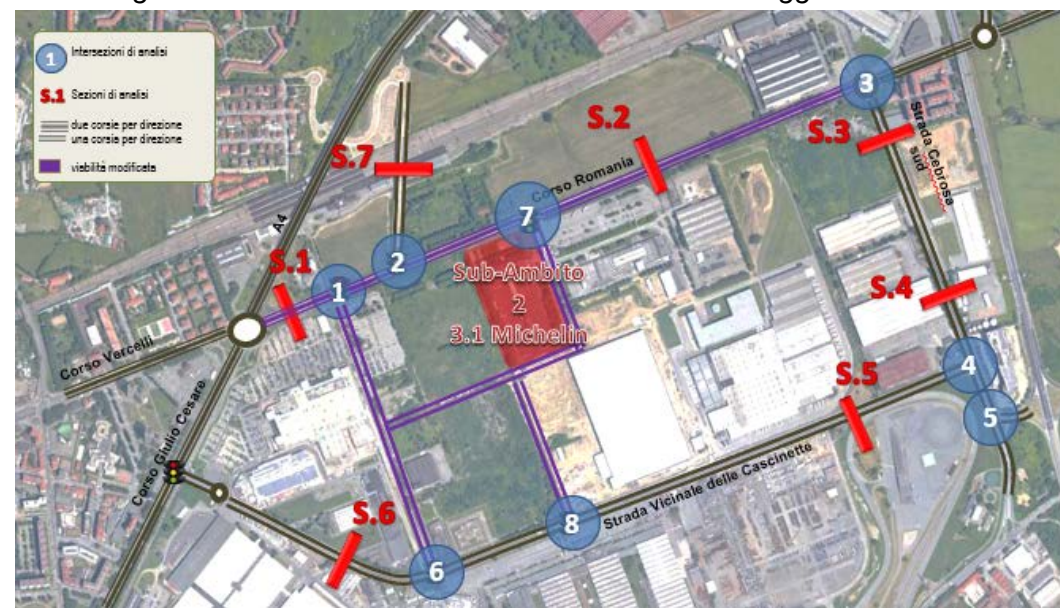 1 Intersezioni di analisi
S.1 Sezioni di analisi
due corsie per direzione
una corsia per direzione
viabilità modificata
3
S.2
S.3
Strada Cebrosa
sud
S.7
Corso Romania
A4
7
2
S.1
1
Sub-Ambito
2
3.1 Michelin
S.4
Corso Vercelli
4
S.5
5
Corso Giulio Cesare
Strada Vicinale delle Cascinette
8
S.6
6